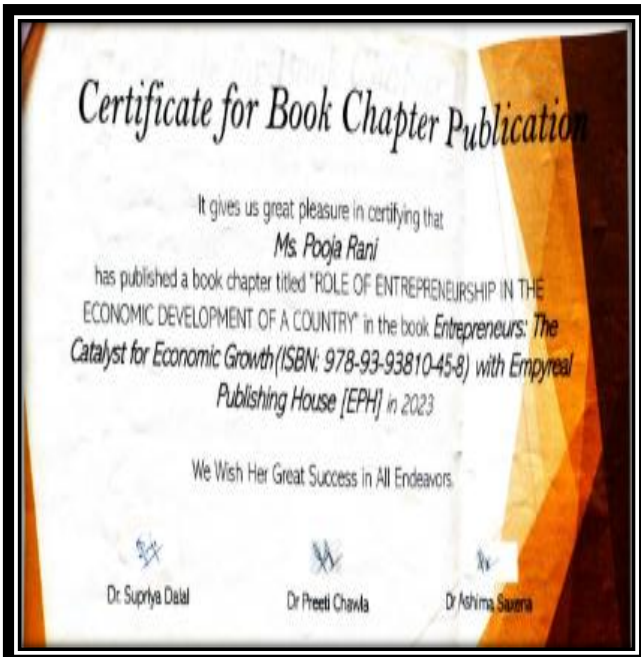 Certificate for Book Chapter Publication
It gives us great pleasure in certifying that
Ms. Pooja Rani
has published a book chapter titled "ROLE OF ENTREPRENEURSHIP IN THE
ECONOMIC DEVELOPMENT OF A COUNTRY" in the book Entrepreneurs: The
Catalyst for Economic Growth (ISBN: 978-93-93810-45-8) with Empyreal
Publishing House [EPH] in 2023
We Wish Her Great Success in All Endeavors
Dr. Supriya Dalal
Dr Preeti Chawla
Dr Ashima Saxena